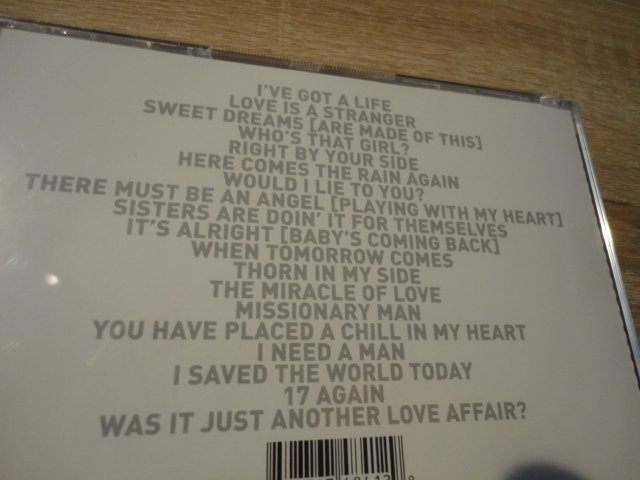 I'VE GOT A LIFE
LOVE IS A STRANGER
SWEET DREAMS [ARE MADE OF THIS]
WHO'S THAT GIRL?
RIGHT BY YOUR SIDE
HERE COMES THE RAIN AGAIN
WOULD I LIE TO YOU?
THERE MUST BE AN ANGEL [PLAYING WITH MY HEART]
SISTERS ARE DOIN' IT FOR THEMSELVES
IT'S ALRIGHT [BABY'S COMING BACK]
WHEN TOMORROW COMES
THORN IN MY SIDE
THE MIRACLE OF LOVE
MISSIONARY MAN
YOU HAVE PLACED A CHILL IN MY HEART
I NEED A MAN
I SAVED THE WORLD TODAY
17 AGAIN
WAS IT JUST ANOTHER LOVE AFFAIR?